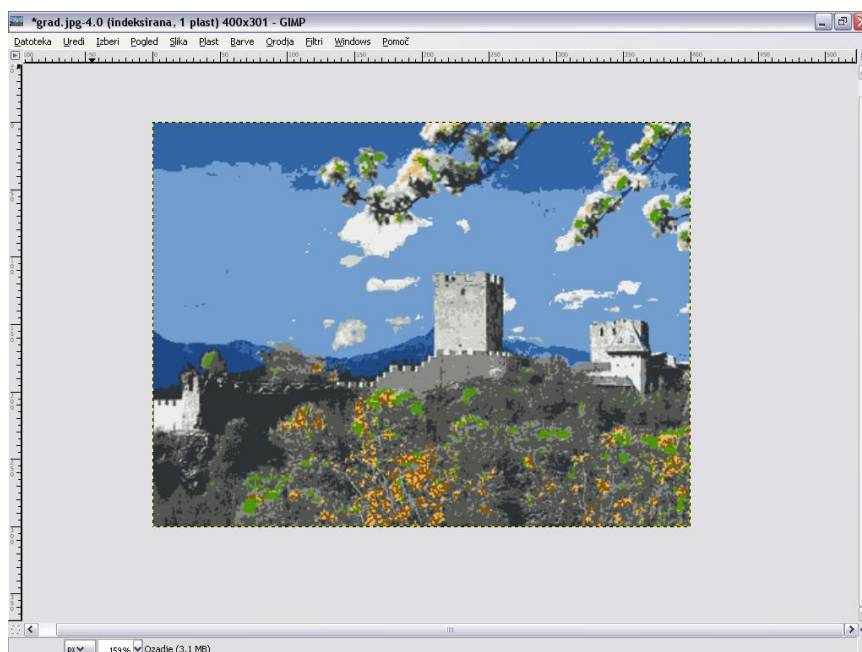 *grad.jpg-4.0 (indeksirana, 1 plast) 400x301 - GIMP
Datoteka Uredi Izberi Pogled Slika Plast Barve Orodja Filtri Windows Pomoč
px 159% Ozadje (3.1 MB)